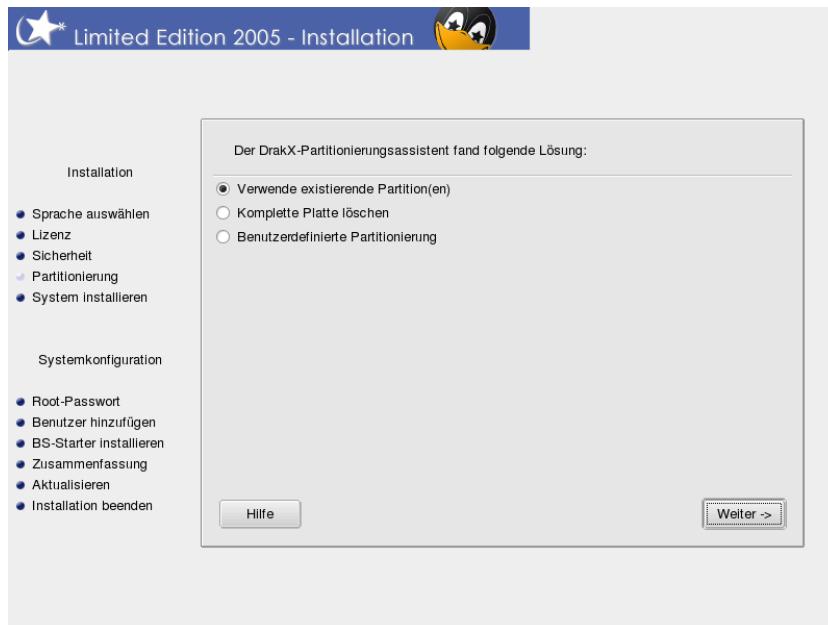 Limited Edition 2005 - Installation
Installation
Sprache auswählen
Lizenz
Sicherheit
Partitionierung
System installieren
Systemkonfiguration
Root-Passwort
Benutzer hinzufügen
BS-Starter installieren
Zusammenfassung
Aktualisieren
Installation beenden
Der DrakX-Partitionierungsassistent fand folgende Lösung:
Verwende existierende Partition(en)
Komplette Platte löschen
Benutzerdefinierte Partitionierung
Hilfe
Weiter ->